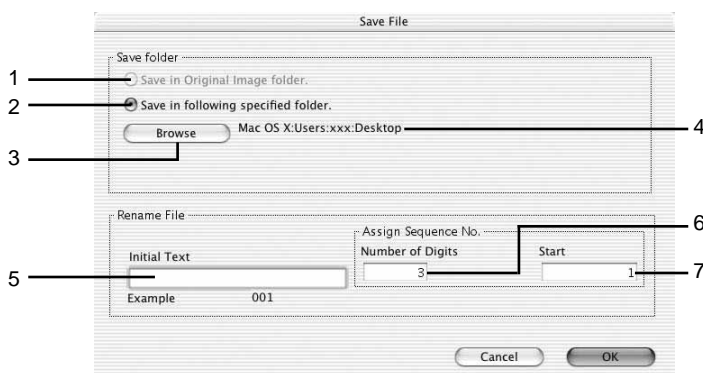 Save File
Save folder
1
Save in Original Image folder.
2
Save in following specified folder.
Browse
Mac OS X:Users:xxx:Desktop
4
3
Rename File
6
Assign Sequence No.
Initial Text
Number of Digits
Start
5
3
1
7
Example
001
Cancel
OK